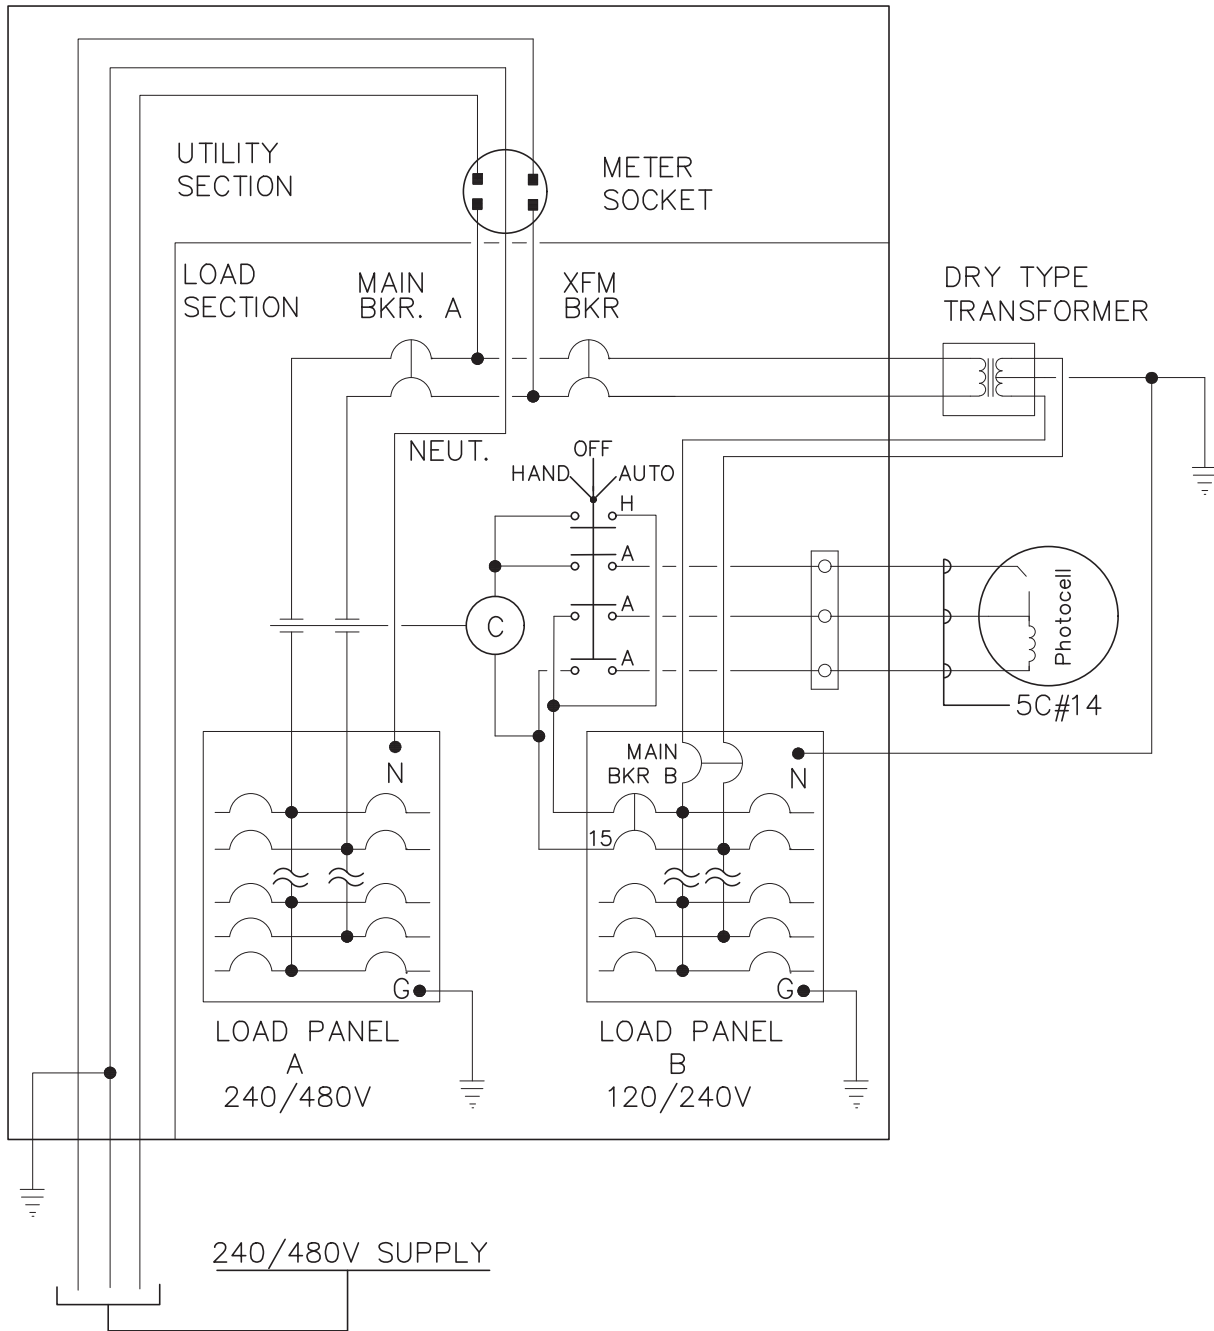 UTILITY
SECTION
METER
SOCKET
LOAD
SECTION
MAIN
BKR. A
XFM
BKR
DRY TYPE
TRANSFORMER
NEUT.
OFF
HAND
AUTO
H
A
A
A
C
Photocell
5C#14
N
MAIN
BKR B
N
15
G
G
LOAD PANEL
A
240/480V
LOAD PANEL
B
120/240V
240/480V SUPPLY